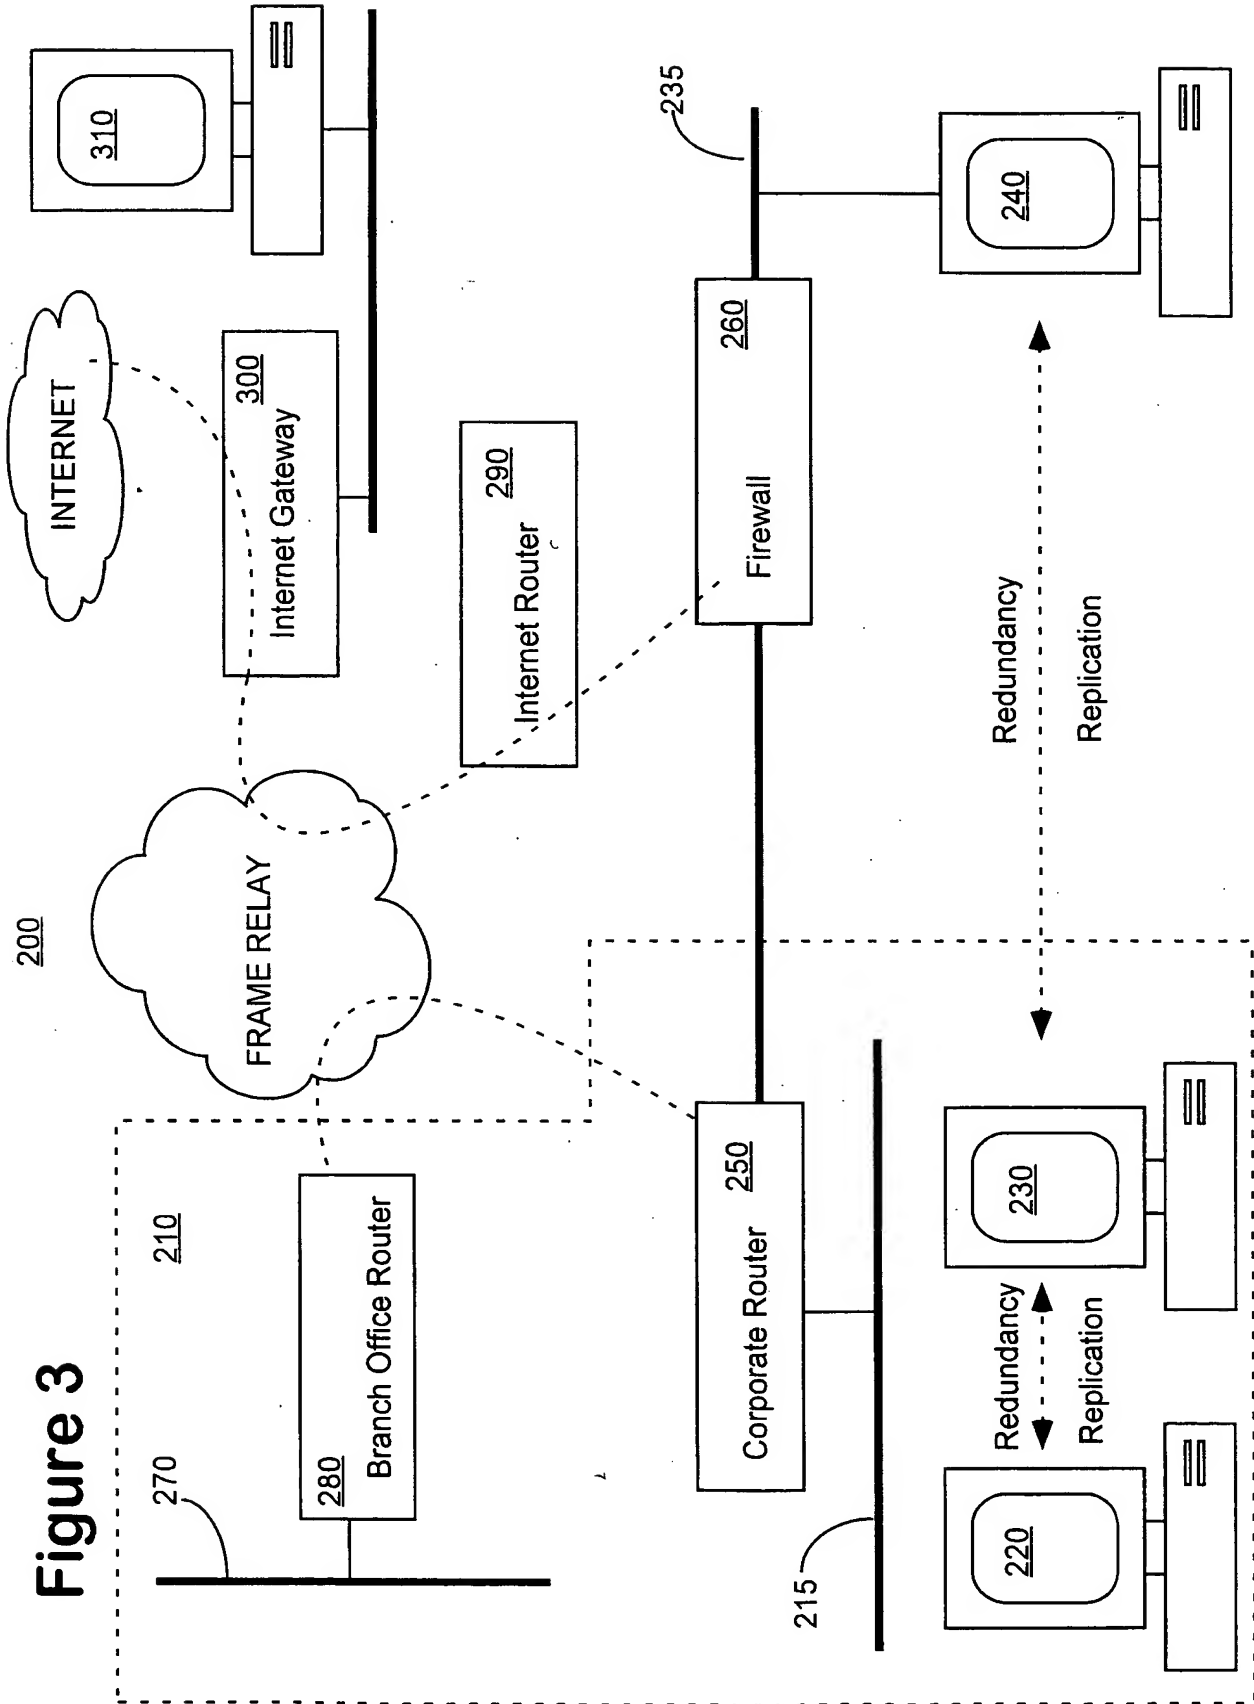 Figure 3
200
INTERNET
310
210
270
280
Branch Office Router
FRAME RELAY
300
Internet Gateway
290
Internet Router
235
250
Corporate Router
260
Firewall
215
220
Redundancy
Replication
230
Redundancy
Replication
240